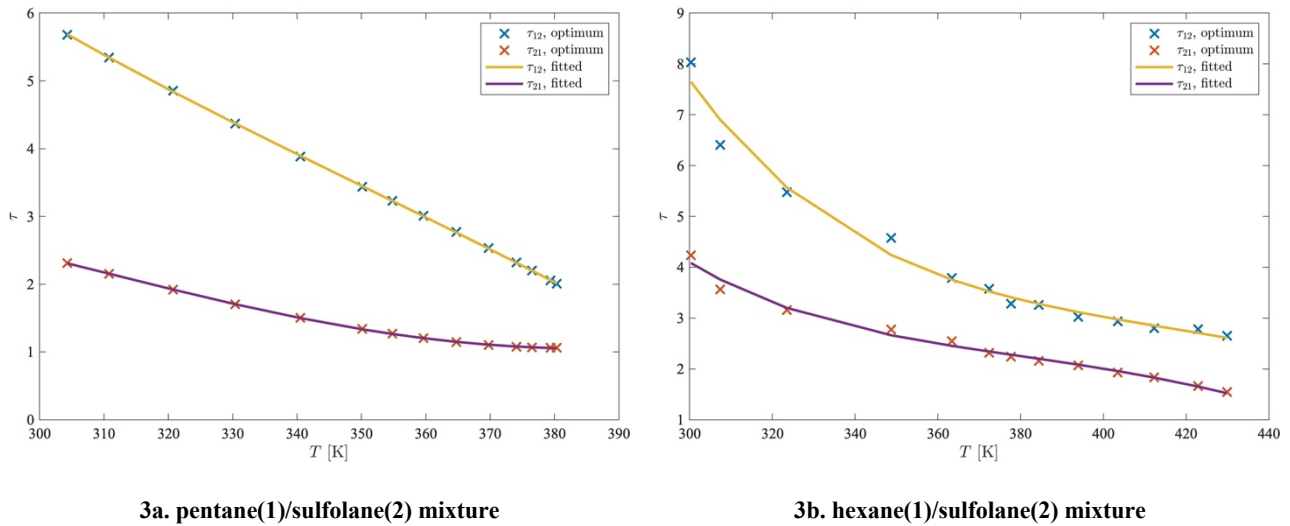 6
5
4
3
2
1
0
τ
300 310 320 330 340 350 360 370 380 390
T [K]
τ12, optimum
τ21, optimum
τ12, fitted
τ21, fitted
3a. pentane(1)/sulfolane(2) mixture
9
8
7
6
5
4
3
2
1
τ
300 320 340 360 380 400 420 440
T [K]
τ12, optimum
τ21, optimum
τ12, fitted
τ21, fitted
3b. hexane(1)/sulfolane(2) mixture